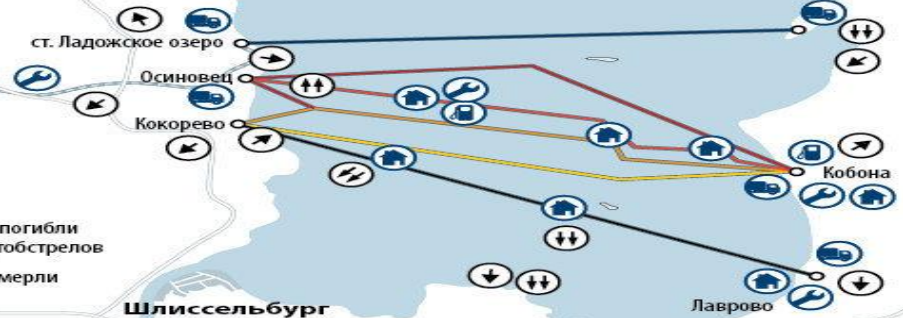 ст. Ладожское озеро
Осиновец
Кокорево
Кобона
погибли
тобстрелов
мерли
Шлиссельбург
Лаврово